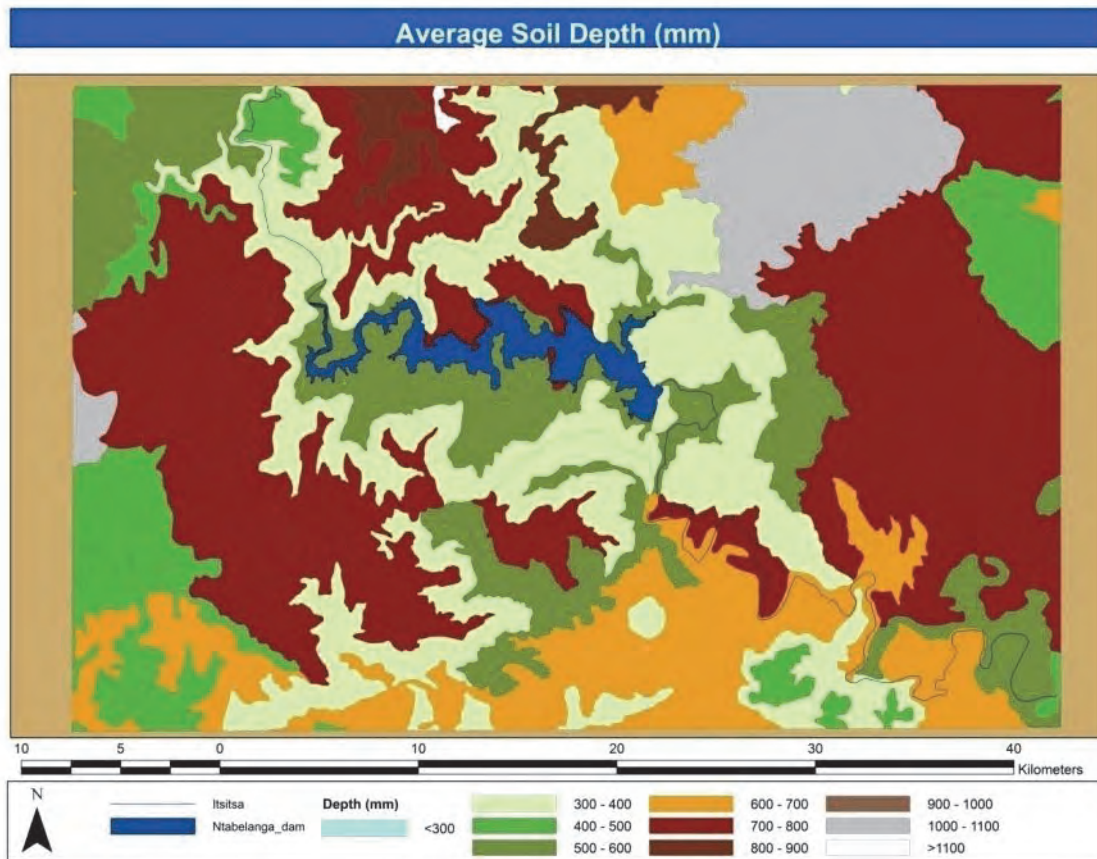 Average Soil Depth (mm)
10 5 0 10 20 30 40
Kilometers
N
Itsitsa
Ntabelanga_dam
Depth (mm)
<300
300 - 400
400 - 500
500 - 600
600 - 700
700 - 800
800 - 900
900 - 1000
1000 - 1100
>1100